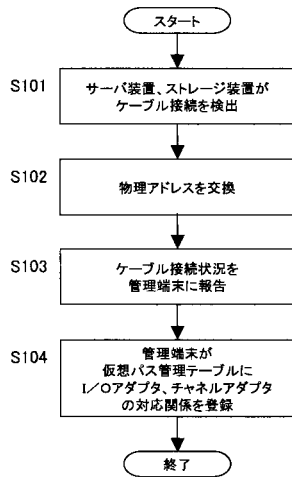 スタート
S101
サーバ装置、ストレージ装置が
ケーブル接続を検出
S102
物理アドレスを交換
S103
ケーブル接続状況を
管理端末に報告
S104
管理端末が
仮想パス管理テーブルに
I/Oアダプタ、チャネルアダプタ
の対応関係を登録
終了